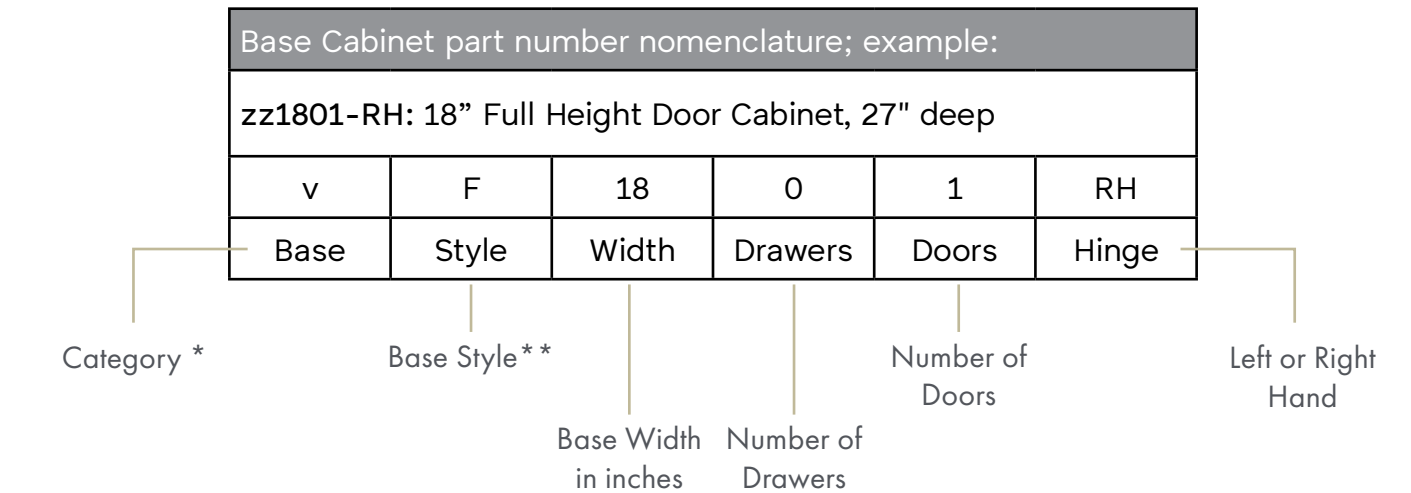 Base Cabinet part number nomenclature; example:
zz1801-RH: 18” Full Height Door Cabinet, 27" deep
v F 18 0 1 RH
Base Style Width Drawers Doors Hinge
Category *
Base Style**
Base Width
in inches
Number of
Drawers
Number of
Doors
Left or Right
Hand